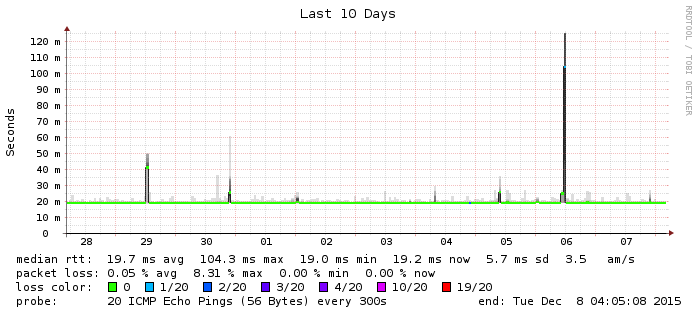 Last 10 Days
RRDTOOL / TOBI OETIKER
Seconds
120 m
110 m
100 m
90 m
80 m
70 m
60 m
50 m
40 m
30 m
20 m
10 m
0
28 29 30 01 02 03 04 05 06 07
median rtt: 19.7 ms avg 104.3 ms max 19.0 ms min 19.2 ms now 5.7 ms sd 3.5 am/s
packet loss: 0.05 % avg 8.31 % max 0.00 % min 0.00 % now
loss color: 0 1/20 2/20 3/20 4/20 10/20 19/20
probe: 20 ICMP Echo Pings (56 Bytes) every 300s end: Tue Dec 8 04:05:08 2015